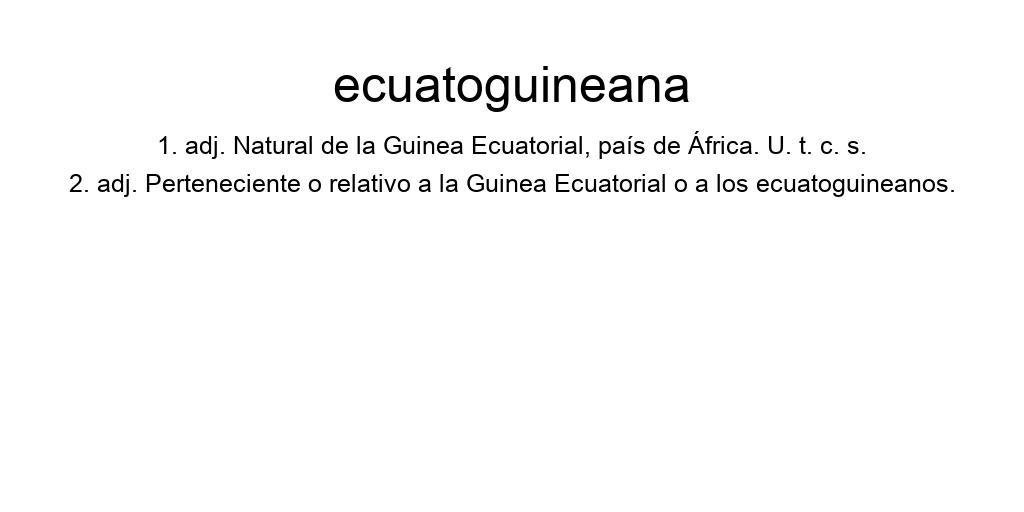 ecuatoguineana
1. adj. Natural de la Guinea Ecuatorial, país de África. U. t. c. s.
2. adj. Perteneciente o relativo a la Guinea Ecuatorial o a los ecuatoguineanos.